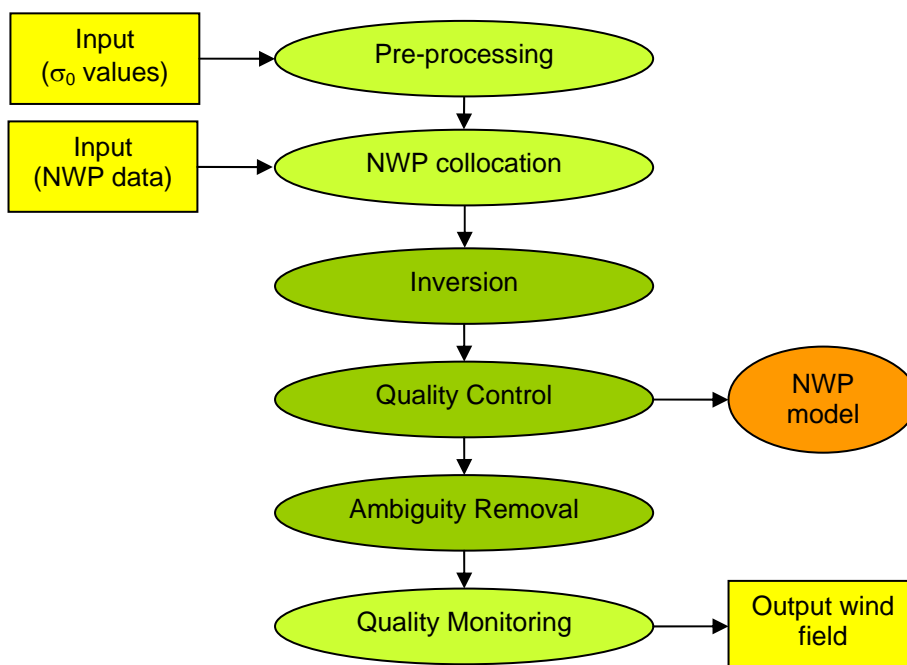 Input
(σ₀ values)
Pre-processing
Input
(NWP data)
NWP collocation
Inversion
Quality Control
NWP
model
Ambiguity Removal
Quality Monitoring
Output wind
field